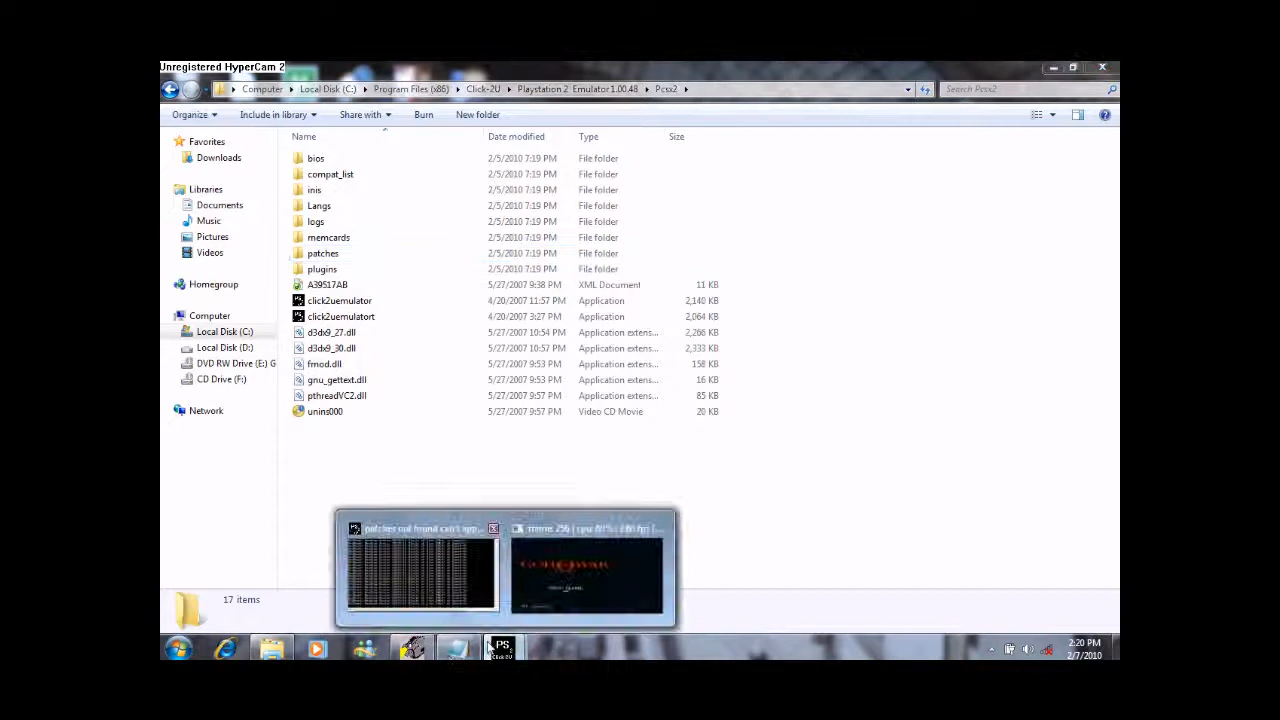 Unregistered HyperCam 2
Computer Local Disk (C:) Program Files (x86) Click-2U Playstation 2 Emulator 1.00.48 Pcsx2 Search Pcsx2
Organize Include in library Share with Burn New folder
Name Date modified Type Size
Favorites
Downloads
Libraries
Documents
Music
Pictures
Videos
Homegroup
Computer
Local Disk (C:)
Local Disk (D:)
DVD RW Drive (E:) G
CD Drive (F:)
Network
bios 2/5/2010 7:19 PM File folder
compat_list 2/5/2010 7:19 PM File folder
inis 2/5/2010 7:19 PM File folder
Langs 2/5/2010 7:19 PM File folder
logs 2/5/2010 7:19 PM File folder
memcards 2/5/2010 7:19 PM File folder
patches 2/5/2010 7:19 PM File folder
plugins 2/5/2010 7:19 PM File folder
A39517AB 5/27/2007 9:38 PM XML Document 11 KB
click2uemulator 4/20/2007 11:57 PM Application 2,140 KB
click2uemulatort 4/20/2007 3:27 PM Application 2,064 KB
d3dx9_27.dll 5/27/2007 10:54 PM Application extens... 2,266 KB
d3dx9_30.dll 5/27/2007 10:57 PM Application extens... 2,333 KB
fmod.dll 5/27/2007 9:53 PM Application extens... 158 KB
gnu_gettext.dll 5/27/2007 9:53 PM Application extens... 16 KB
pthreadVC2.dll 5/27/2007 9:57 PM Application extens... 85 KB
unins000 5/27/2007 9:57 PM Video CD Movie 20 KB
patches not found can't app...
GOD OF WAR
17 items
PS2
Click-2U
2:20 PM
2/7/2010